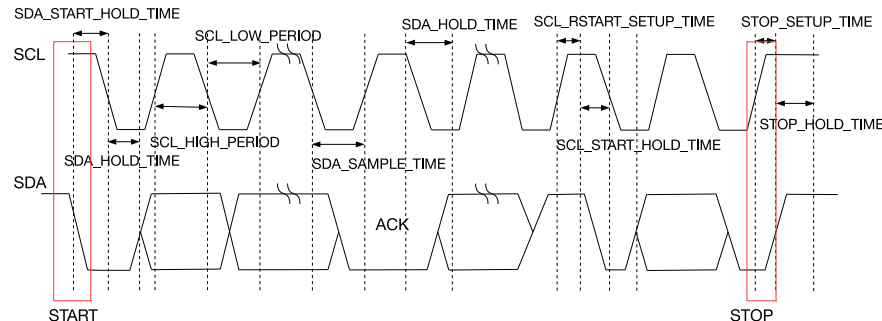 SDA_START_HOLD_TIME
SDA_HOLD_TIME
SCL_RSTART_SETUP_TIME
STOP_SETUP_TIME
SCL_LOW_PERIOD
SCL
SCL_HIGH_PERIOD
STOP_HOLD_TIME
SDA_HOLD_TIME
SDA_SAMPLE_TIME
SCL_START_HOLD_TIME
SDA
ACK
START
STOP